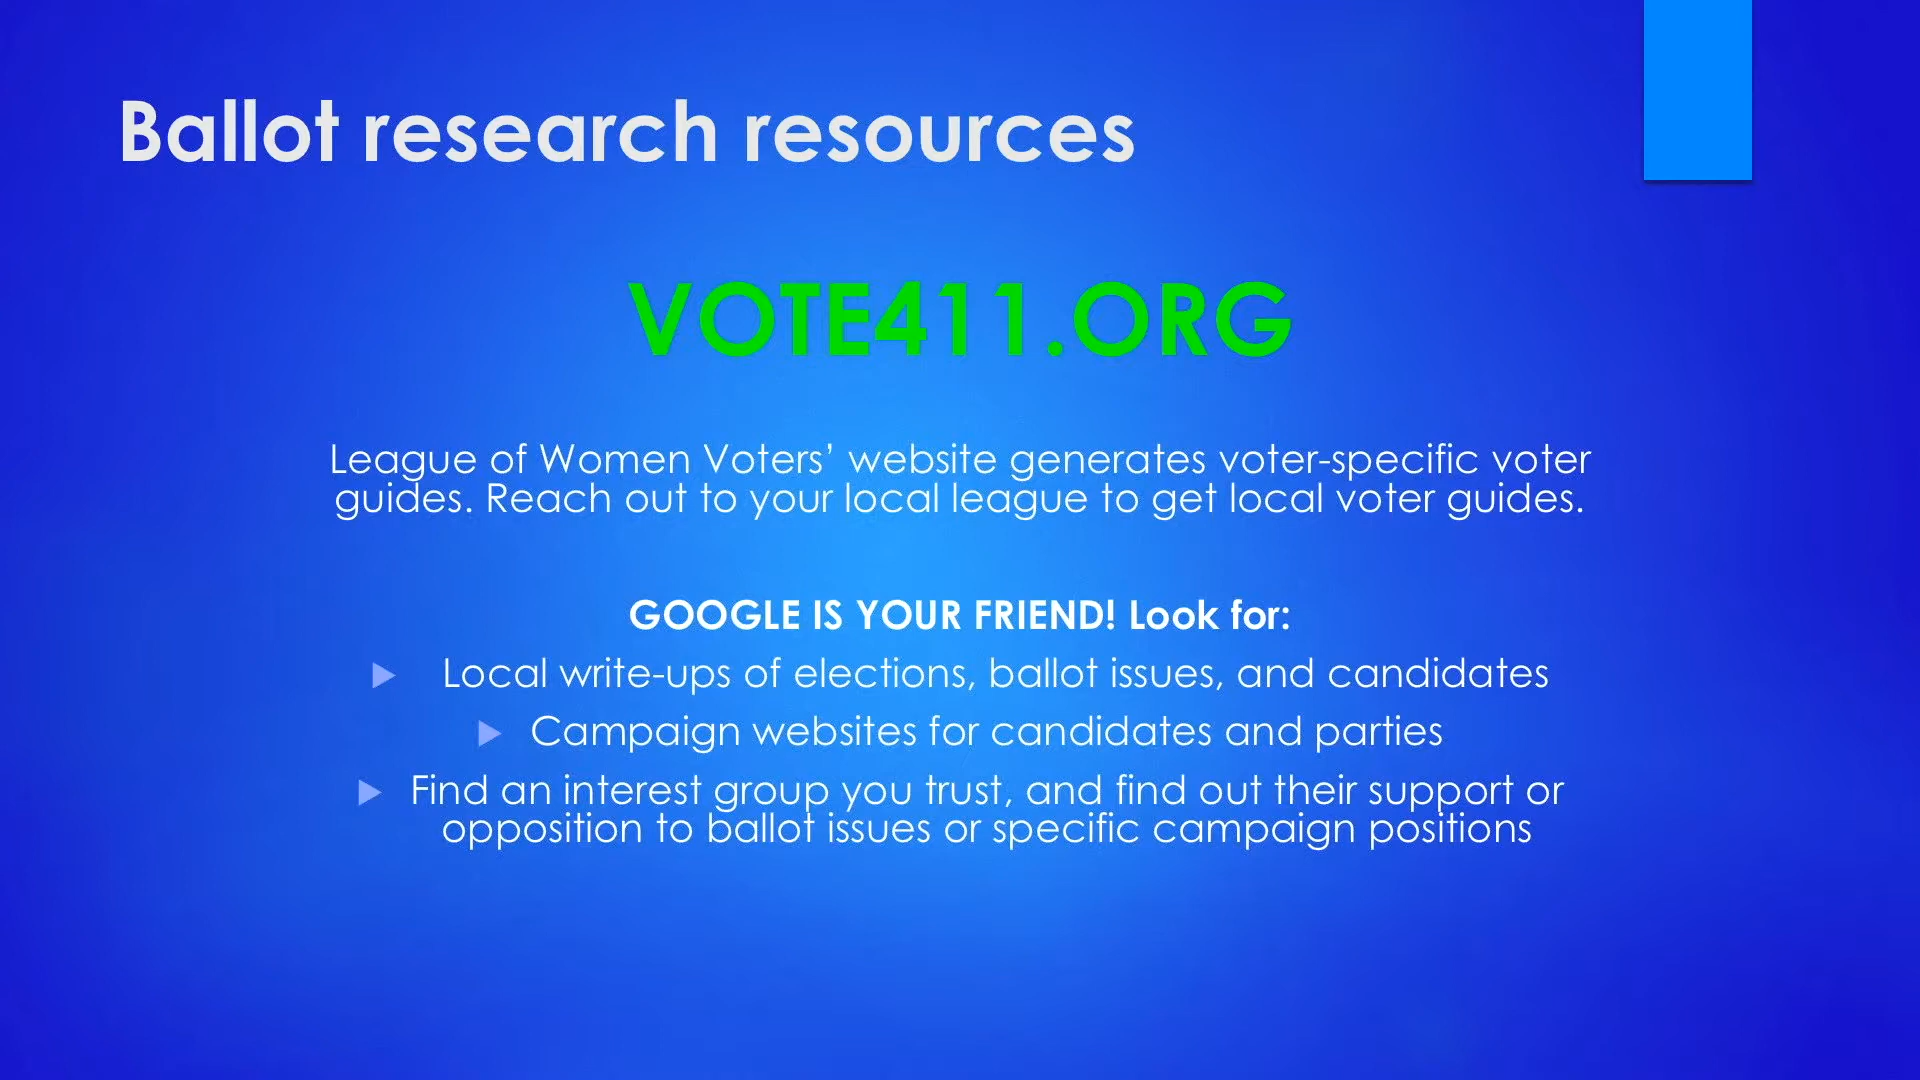 Ballot research resources
VOTE411.ORG
League of Women Voters’ website generates voter-specific voter
guides. Reach out to your local league to get local voter guides.
GOOGLE IS YOUR FRIEND! Look for:
Local write-ups of elections, ballot issues, and candidates
Campaign websites for candidates and parties
Find an interest group you trust, and find out their support or
opposition to ballot issues or specific campaign positions